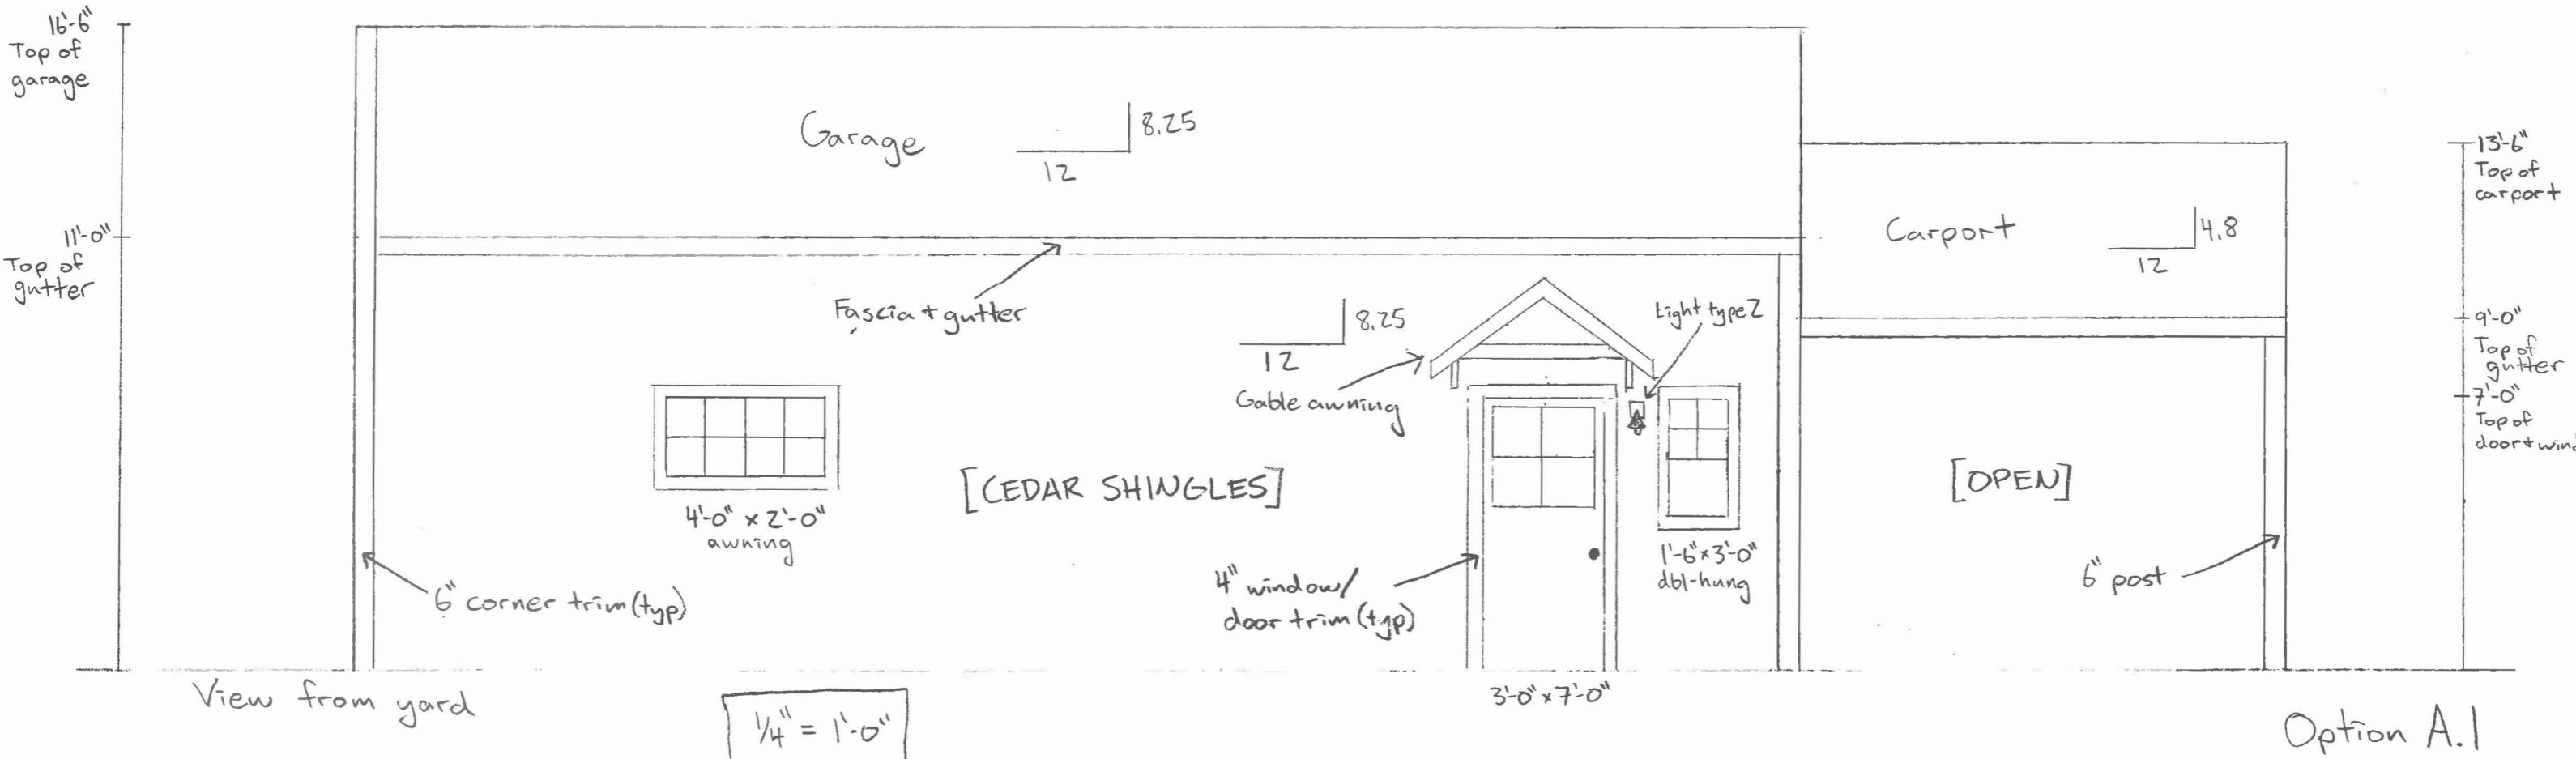 16'-6"
Top of
garage
11'-0"
Top of
gutter
Garage
8.25
12
Fascia + gutter
8.25
12
Gable awning
Light type 2
Carport
4.8
12
13'-6"
Top of
carport
9'-0"
Top of
gutter
7'-0"
Top of
door + wind
4'-0" x 2'-0"
awning
[CEDAR SHINGLES]
[OPEN]
6" corner trim (typ)
4" window/
door trim (typ)
1'-6" x 3'-0"
dbl-hung
6" post
3'-0" x 7'-0"
View from yard
1/4" = 1'-0"
Option A.1